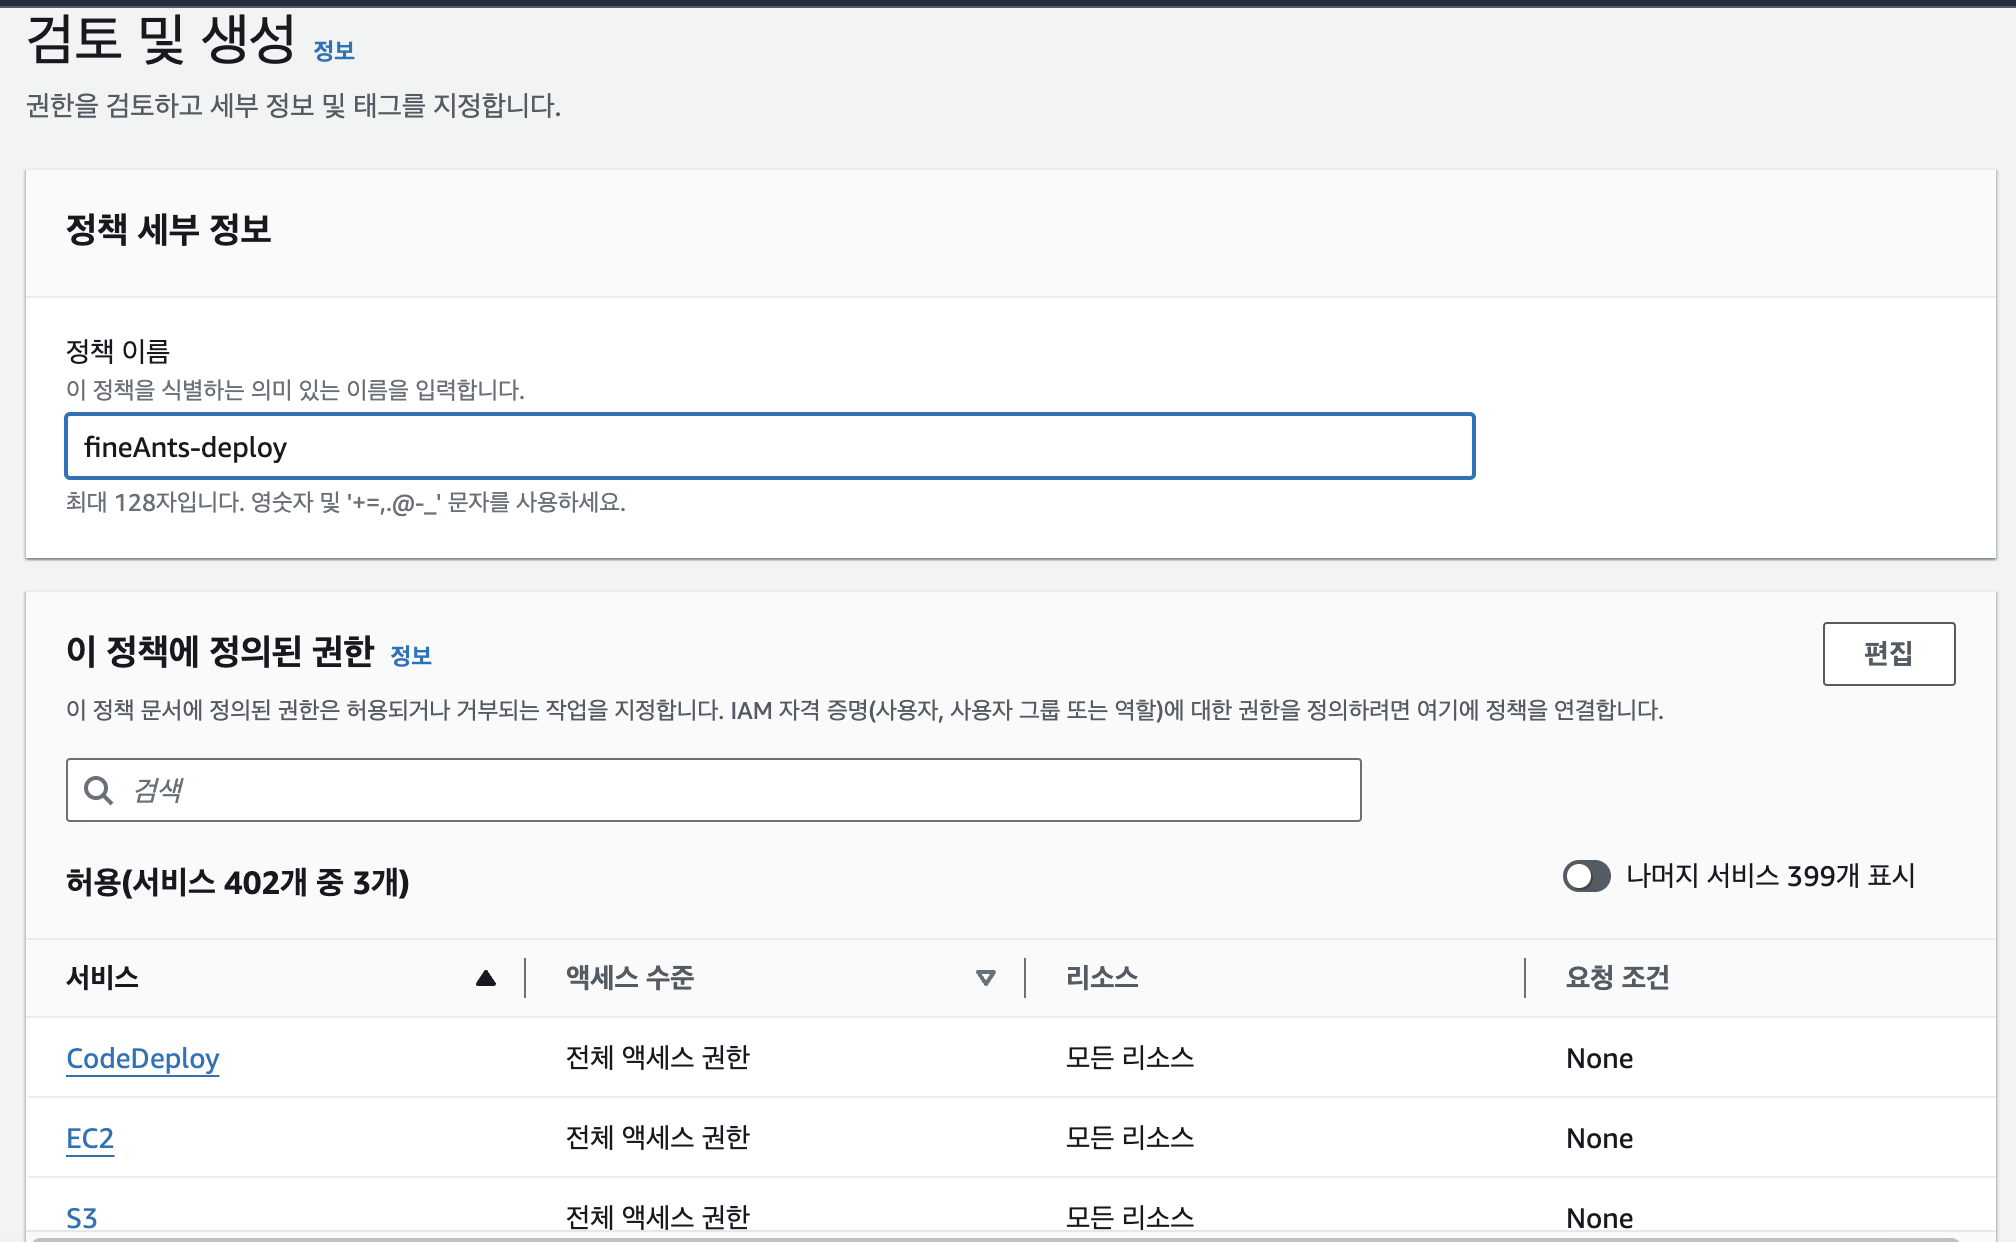 검토 및 생성 정보
권한을 검토하고 세부 정보 및 태그를 지정합니다.
정책 세부 정보
정책 이름
이 정책을 식별하는 의미 있는 이름을 입력합니다.
fineAnts-deploy
최대 128자입니다. 영숫자 및 '+=,.@-_' 문자를 사용하세요.
이 정책에 정의된 권한 정보
편집
이 정책 문서에 정의된 권한은 허용되거나 거부되는 작업을 지정합니다. IAM 자격 증명(사용자, 사용자 그룹 또는 역할)에 대한 권한을 정의하려면 여기에 정책을 연결합니다.
검색
허용(서비스 402개 중 3개)
나머지 서비스 399개 표시
서비스 액세스 수준 리소스 요청 조건
CodeDeploy 전체 액세스 권한 모든 리소스 None
EC2 전체 액세스 권한 모든 리소스 None
S3 전체 액세스 권한 모든 리소스 None